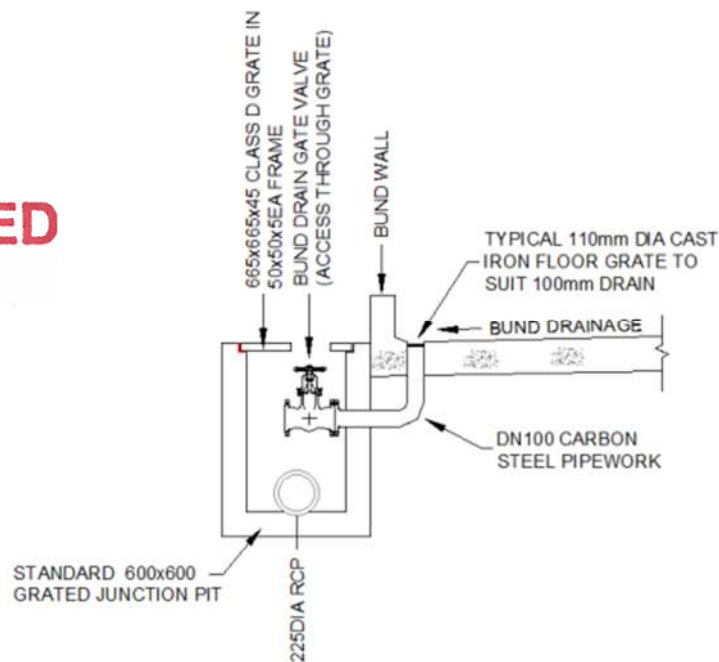 ED
665x665x45 CLASS D GRATE IN
50x50x5EA FRAME
BUND DRAIN GATE VALVE
(ACCESS THROUGH GRATE)
BUND WALL
TYPICAL 110mm DIA CAST
IRON FLOOR GRATE TO
SUIT 100mm DRAIN
BUND DRAINAGE
DN100 CARBON
STEEL PIPEWORK
STANDARD 600x600
GRATED JUNCTION PIT
225DIA RCP